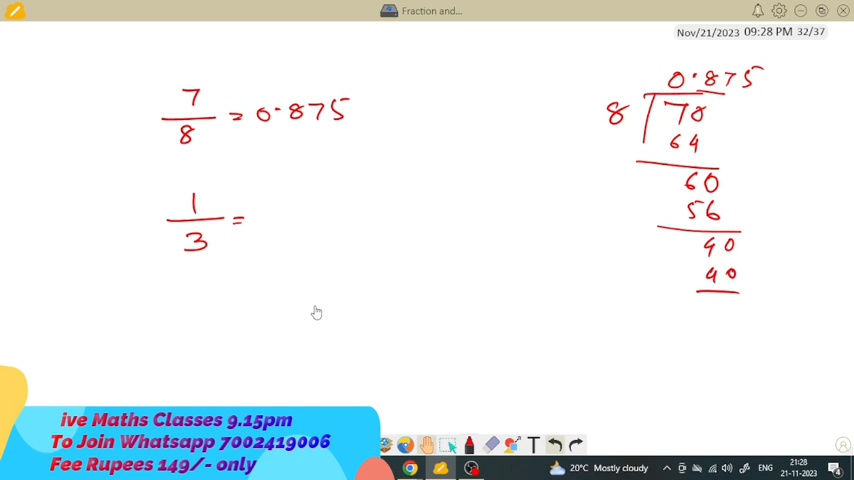 Fraction and...
Nov/21/2023 09:28 PM 32/37
7
8
= 0.875
1
3
=
0.875
8
70
64
60
56
40
40
ive Maths Classes 9.15pm
To Join Whatsapp 7002419006
Fee Rupees 149/- only
T
20°C Mostly cloudy
ENG
21:28
21-11-2023
4